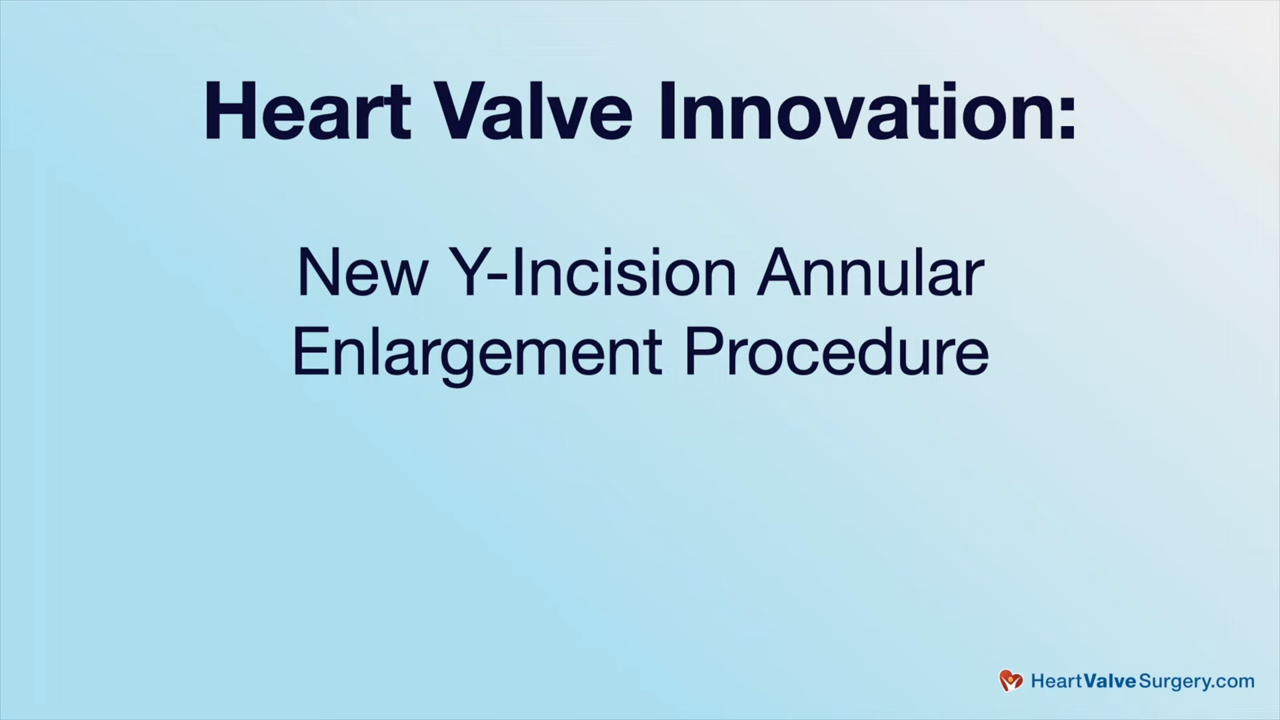 Heart Valve Innovation:
New Y-Incision Annular
Enlargement Procedure
HeartValveSurgery.com